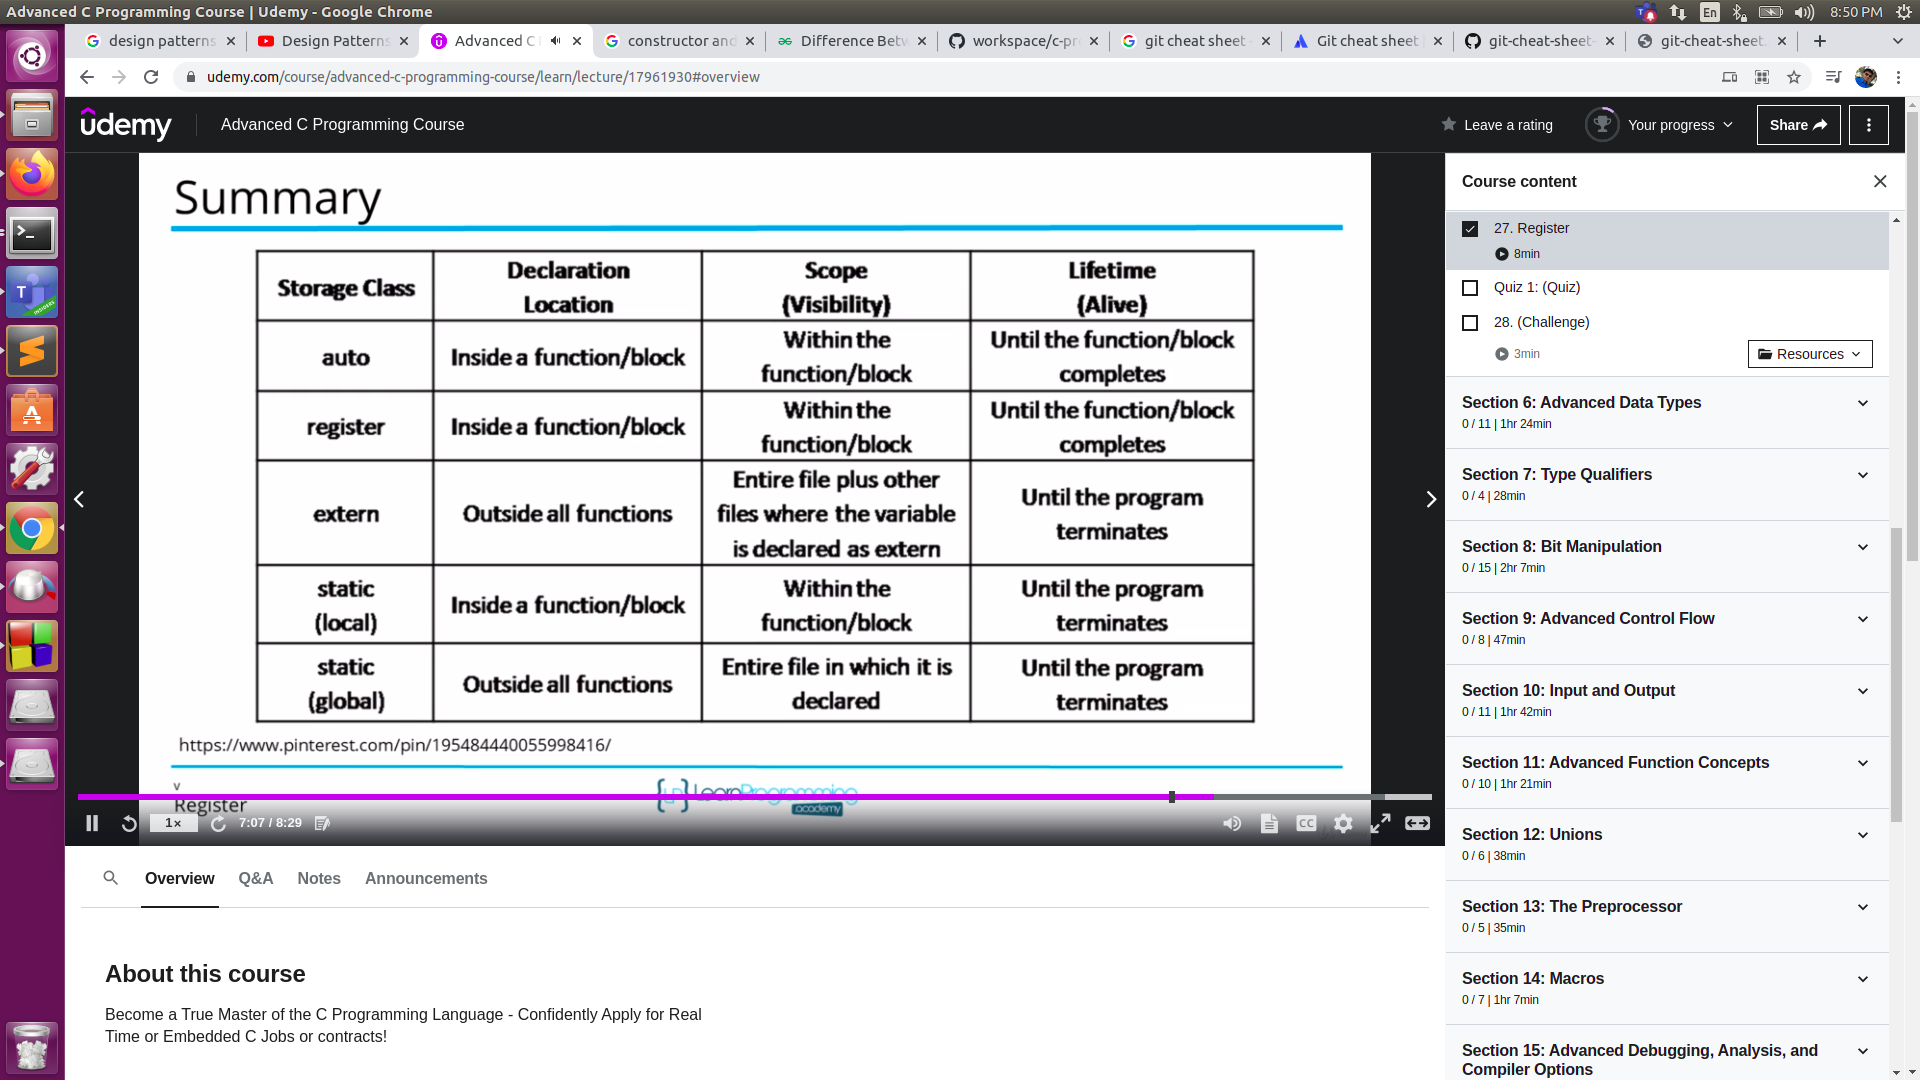 Advanced C Programming Course | Udemy - Google Chrome
En
8:50 PM
design patterns
Design Patterns
Advanced C
constructor and
Difference Betw
workspace/c-pr
git cheat sheet
Git cheat sheet
git-cheat-sheet-
git-cheat-sheet.
udemy.com/course/advanced-c-programming-course/learn/lecture/17961930#overview
udemy
Advanced C Programming Course
Leave a rating
Your progress
Share
Summary
Storage Class
Declaration Location
Scope (Visibility)
Lifetime (Alive)
auto
Inside a function/block
Within the function/block
Until the function/block completes
register
Inside a function/block
Within the function/block
Until the function/block completes
extern
Outside all functions
Entire file plus other files where the variable is declared as extern
Until the program terminates
static (local)
Inside a function/block
Within the function/block
Until the program terminates
static (global)
Outside all functions
Entire file in which it is declared
Until the program terminates
https://www.pinterest.com/pin/195484440055998416/
v
Register
LearnProgramming
.academy
1×
7:07 / 8:29
CC
Overview
Q&A
Notes
Announcements
About this course
Become a True Master of the C Programming Language - Confidently Apply for Real
Time or Embedded C Jobs or contracts!
Course content
27. Register
8min
Quiz 1: (Quiz)
28. (Challenge)
3min
Resources
Section 6: Advanced Data Types
0 / 11 | 1hr 24min
Section 7: Type Qualifiers
0 / 4 | 28min
Section 8: Bit Manipulation
0 / 15 | 2hr 7min
Section 9: Advanced Control Flow
0 / 8 | 47min
Section 10: Input and Output
0 / 11 | 1hr 42min
Section 11: Advanced Function Concepts
0 / 10 | 1hr 21min
Section 12: Unions
0 / 6 | 38min
Section 13: The Preprocessor
0 / 5 | 35min
Section 14: Macros
0 / 7 | 1hr 7min
Section 15: Advanced Debugging, Analysis, and
Compiler Options